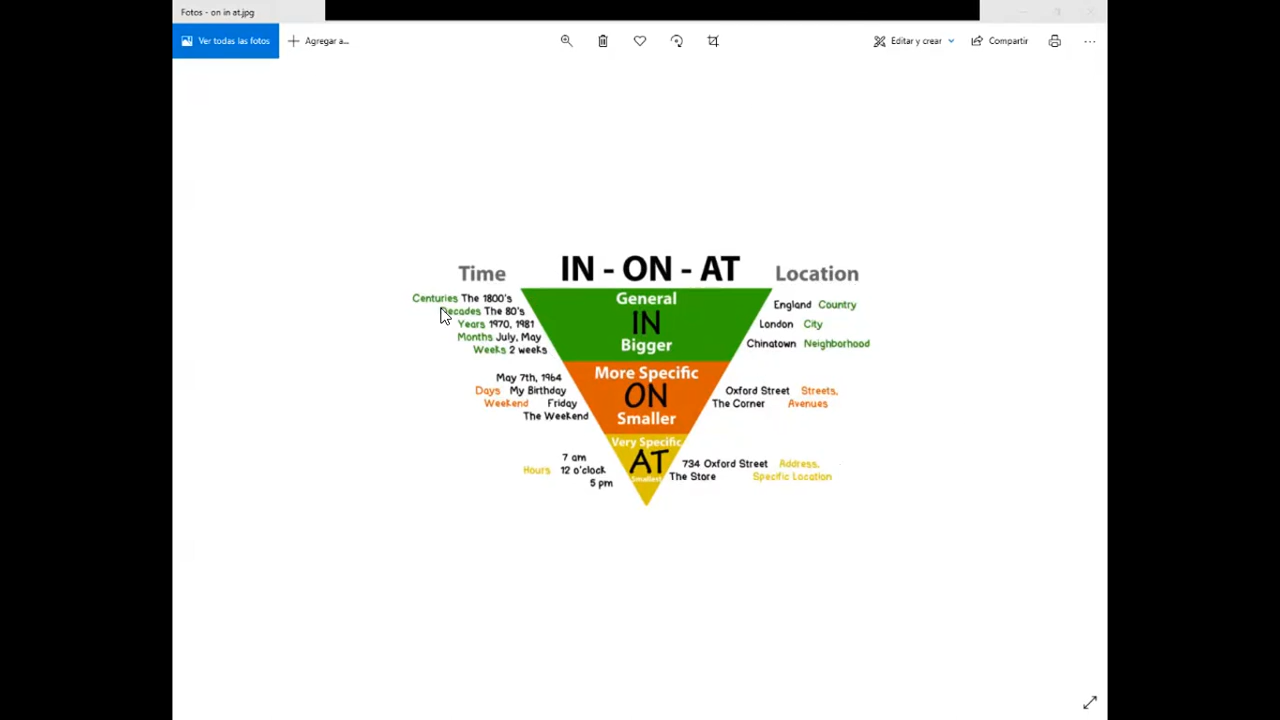 Fotos - on in at.jpg
Ver todas las fotos
Agregar a...
Editar y crear
Compartir
IN - ON - AT
Time
Location
Centuries The 1800's
Decades The 80's
Years 1970, 1981
Months July, May
Weeks 2 weeks
General
IN
Bigger
England Country
London City
Chinatown Neighborhood
May 7th, 1964
Days My Birthday
Weekend Friday
The Weekend
More Specific
ON
Smaller
Oxford Street Streets,
The Corner Avenues
7 am
Hours 12 o'clock
5 pm
Very Specific
AT
Smallest
734 Oxford Street Address,
The Store Specific Location